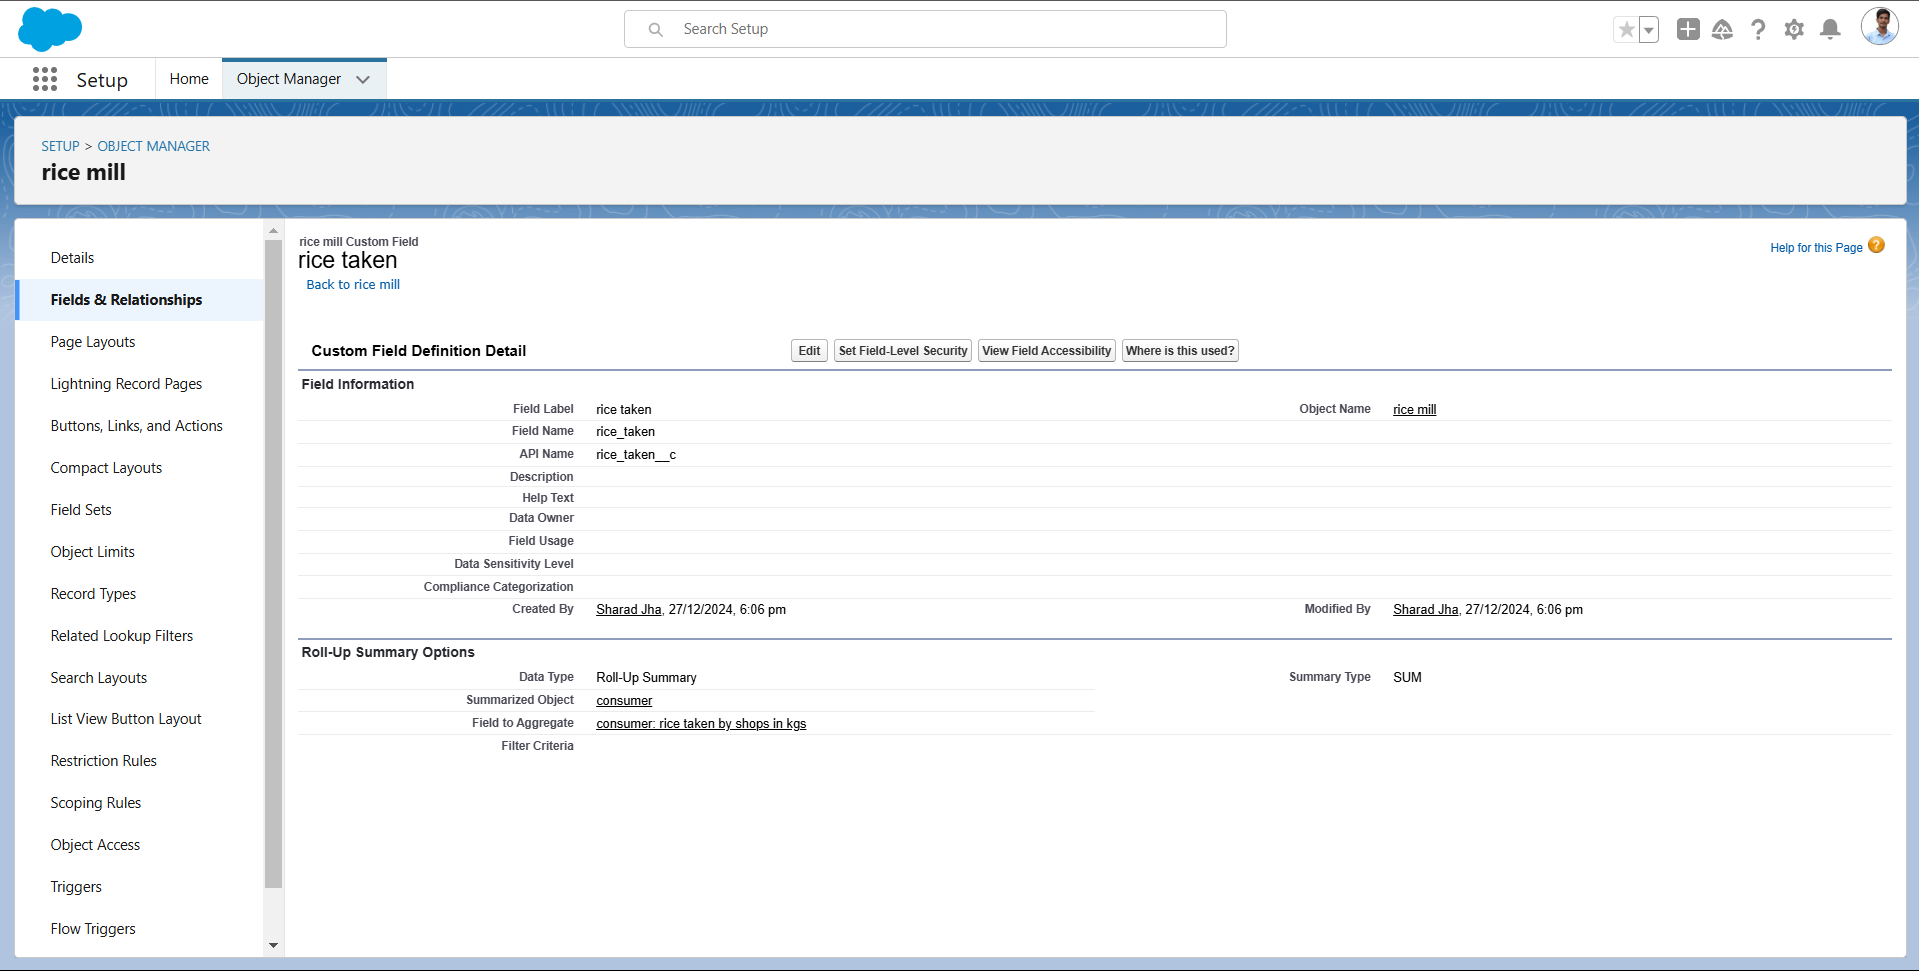 Search Setup
Setup
Home
Object Manager
SETUP > OBJECT MANAGER
rice mill
Details
Fields & Relationships
Page Layouts
Lightning Record Pages
Buttons, Links, and Actions
Compact Layouts
Field Sets
Object Limits
Record Types
Related Lookup Filters
Search Layouts
List View Button Layout
Restriction Rules
Scoping Rules
Object Access
Triggers
Flow Triggers
rice mill Custom Field
rice taken
Back to rice mill
Help for this Page ?
Custom Field Definition Detail Edit Set Field-Level Security View Field Accessibility Where is this used?
Field Information
Field Label rice taken Object Name rice mill
Field Name rice_taken
API Name rice_taken__c
Description
Help Text
Data Owner
Field Usage
Data Sensitivity Level
Compliance Categorization
Created By Sharad Jha, 27/12/2024, 6:06 pm Modified By Sharad Jha, 27/12/2024, 6:06 pm
Roll-Up Summary Options
Data Type Roll-Up Summary Summary Type SUM
Summarized Object consumer
Field to Aggregate consumer: rice taken by shops in kgs
Filter Criteria